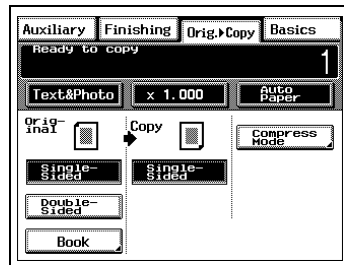 Auxiliary Finishing Orig.▸Copy Basics
Ready to copy
1
Text&Photo x 1.000 Auto Paper
Orig-
inal
Copy
Compress
Mode
Single-
Sided
Single-
Sided
Double-
Sided
Book